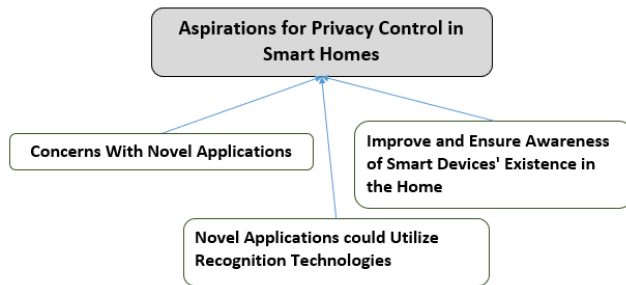 Aspirations for Privacy Control in
Smart Homes
Concerns With Novel Applications
Improve and Ensure Awareness
of Smart Devices' Existence in
the Home
Novel Applications could Utilize
Recognition Technologies